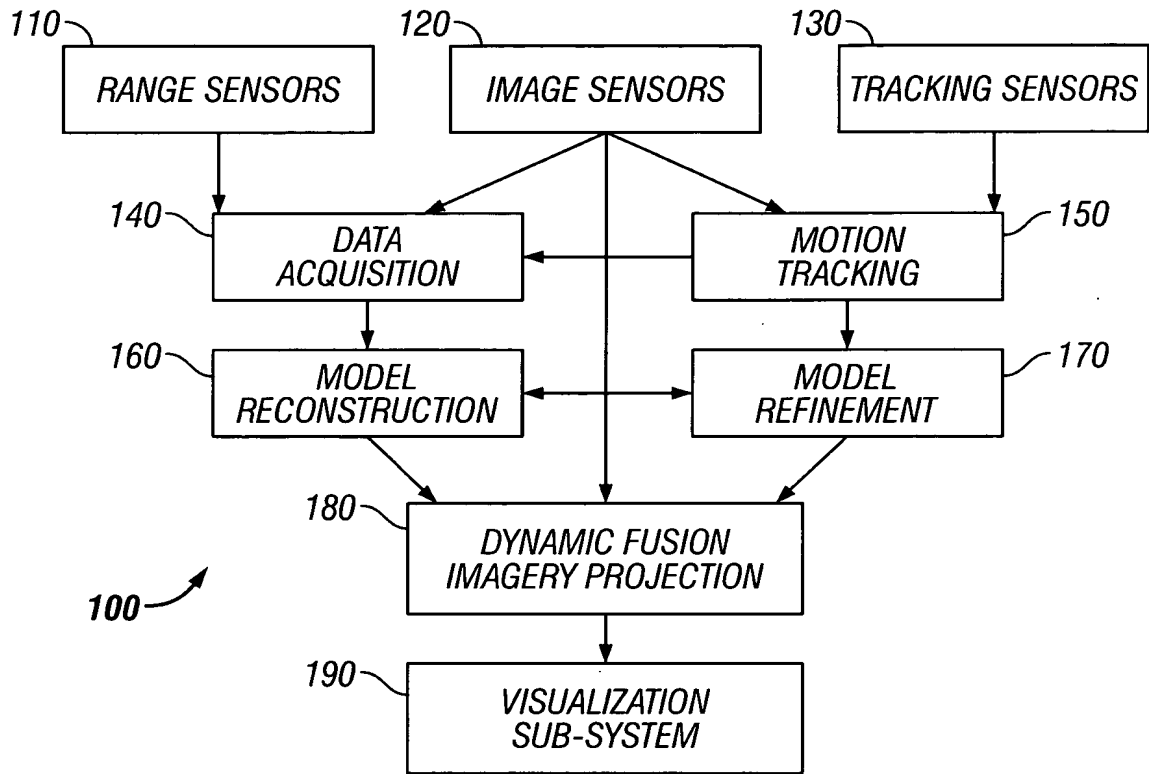 110
RANGE SENSORS
120
IMAGE SENSORS
130
TRACKING SENSORS
140
DATA
ACQUISITION
150
MOTION
TRACKING
160
MODEL
RECONSTRUCTION
170
MODEL
REFINEMENT
180
DYNAMIC FUSION
IMAGERY PROJECTION
100
190
VISUALIZATION
SUB-SYSTEM